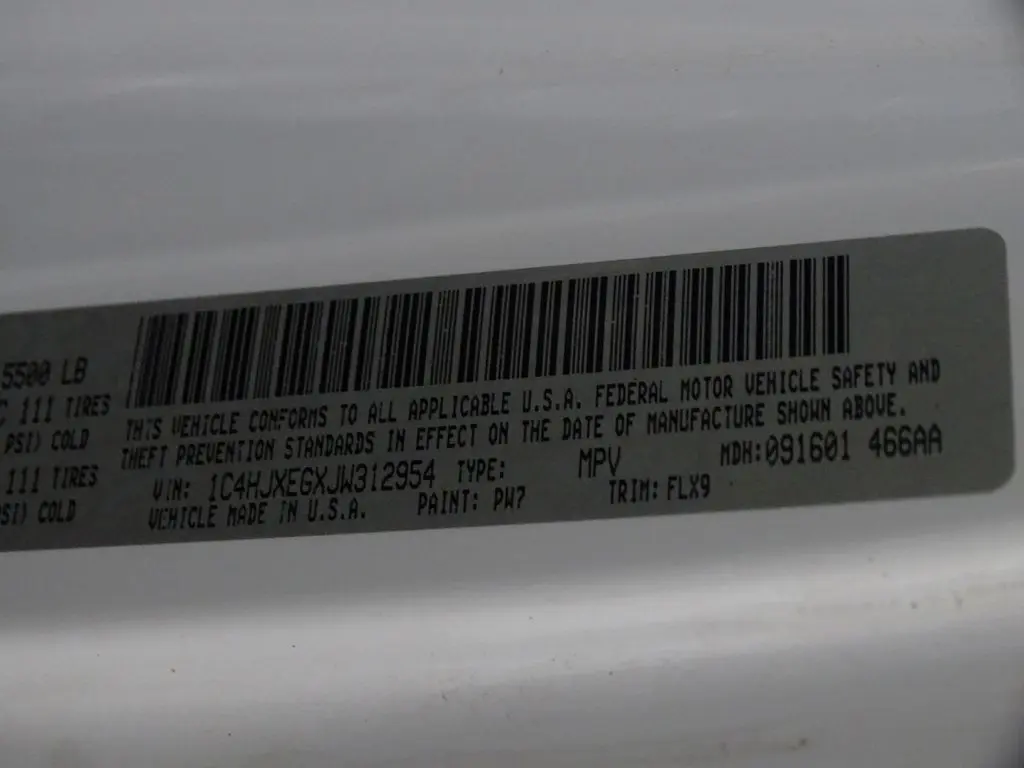 5500 LB
C 111 TIRES
PSI) COLD
111 TIRES
SI) COLD
THIS VEHICLE CONFORMS TO ALL APPLICABLE U.S.A. FEDERAL MOTOR VEHICLE SAFETY AND
THEFT PREVENTION STANDARDS IN EFFECT ON THE DATE OF MANUFACTURE SHOWN ABOVE.
VIN: 1C4HJXEGXJW312954 TYPE: MPV MDH:091601 466AA
VEHICLE MADE IN U.S.A. PAINT: PW7 TRIM: FLX9